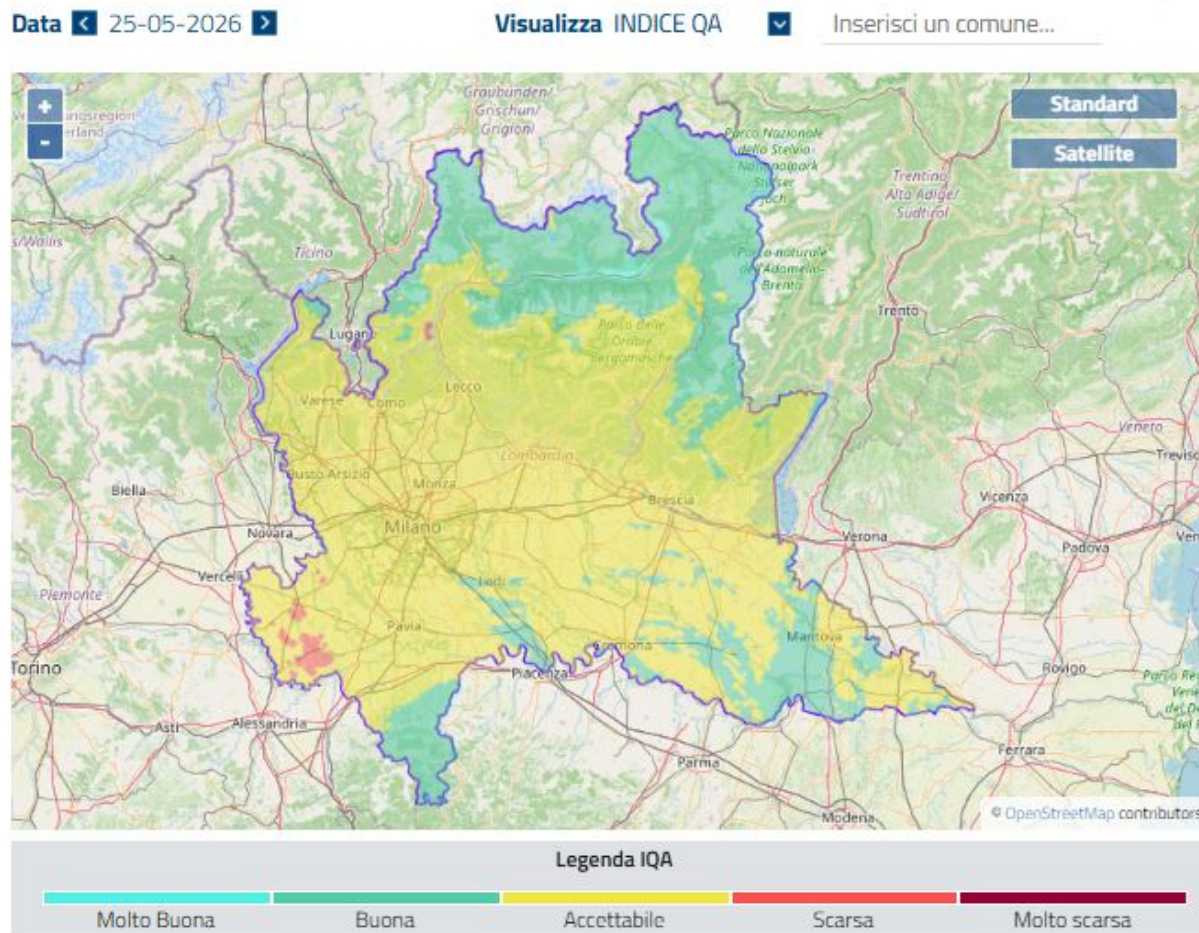 Data 25-05-2026 Visualizza INDICE QA Inserisci un comune...
+
-
Standard
Satellite
Graubünden/
Grischun/
Grigioni
Parco Nazionale
dello Stelvio -
Nationalpark
Trentino
Alto Adige/
Südtirol
Ticino
Parco naturale
dell'Adamello-
Brenta
Trento
Lugano
Parco delle
Orobie
Bergamasche
Varese
Como
Lecco
Veneto
Treviso
Busto Arsizio
Monza
Lombardia
Biella
Brescia
Vicenza
Milano
Novara
Verona
Padova
Vercelli
Lodi
Piemonte
Pavia
Cremona
Mantova
Torino
Piacenza
Rovigo
Asti
Alessandria
Ferrara
Parma
Modena
© OpenStreetMap contributors
Legenda IQA
Molto Buona
Buona
Accettabile
Scarsa
Molto scarsa